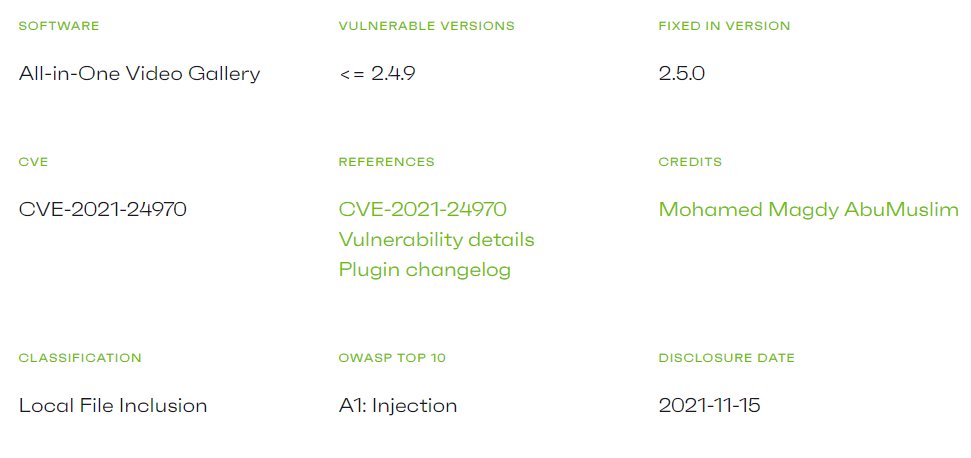 SOFTWARE
VULNERABLE VERSIONS
FIXED IN VERSION
All-in-One Video Gallery
<= 2.4.9
2.5.0
CVE
REFERENCES
CREDITS
CVE-2021-24970
CVE-2021-24970
Mohamed Magdy AbuMuslim
Vulnerability details
Plugin changelog
CLASSIFICATION
OWASP TOP 10
DISCLOSURE DATE
Local File Inclusion
A1: Injection
2021-11-15